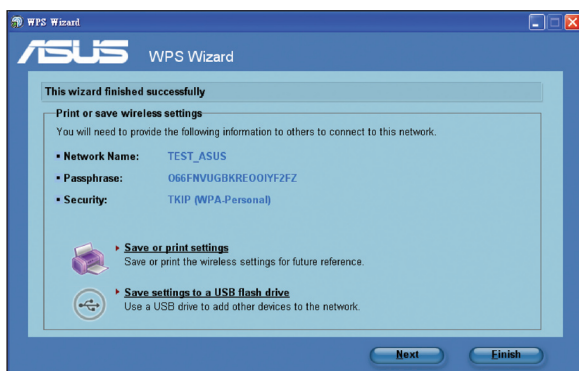 WPS Wizard
ASUS WPS Wizard
This wizard finished successfully
Print or save wireless settings
You will need to provide the following information to others to connect to this network.
Network Name: TEST_ASUS
Passphrase: O66FNVUGBKREOOIYF2FZ
Security: TKIP (WPA-Personal)
Save or print settings
Save or print the wireless settings for future reference.
Save settings to a USB flash drive
Use a USB drive to add other devices to the network.
Next Finish